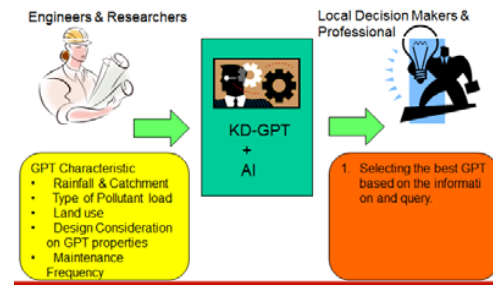 Engineers & Researchers
Local Decision Makers &
Professional
KD-GPT
+
AI
GPT Characteristic
• Rainfall & Catchment
• Type of Pollutant load
• Land use
• Design Consideration
on GPT properties
• Maintenance
Frequency
1. Selecting the best GPT
based on the informati
on and query.